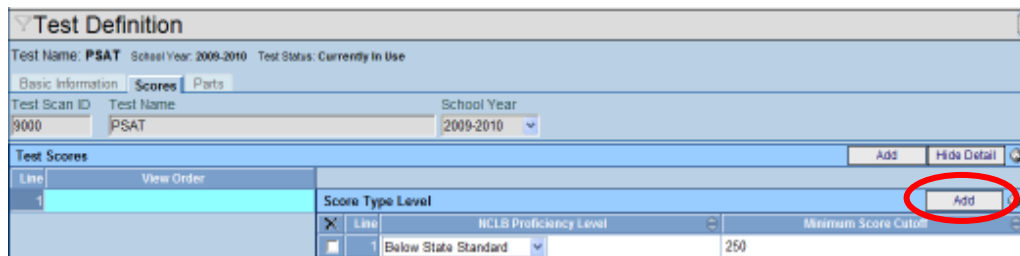 Test Definition
Test Name: PSAT School Year: 2009-2010 Test Status: Currently In Use
Basic Information Scores Parts
Test Scan ID Test Name School Year
9000 PSAT 2009-2010
Test Scores Add Hide Detail
Line View Order
1 Score Type Level Add
X Line NCLB Proficiency Level Minimum Score Cutoff
1 Below State Standard 250